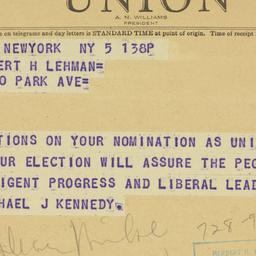 UNION
A. N. WILLIAMS
PRESIDENT
on telegrams and day letters is STANDARD TIME at point of origin. Time of receipt
NEWYORK NY 5 138P
ERT H LEHMAN=
O PARK AVE=
TIONS ON YOUR NOMINATION AS UNI
UR ELECTION WILL ASSURE THE PEO
IGENT PROGRESS AND LIBERAL LEAD
HAEL J KENNEDY.
728-9